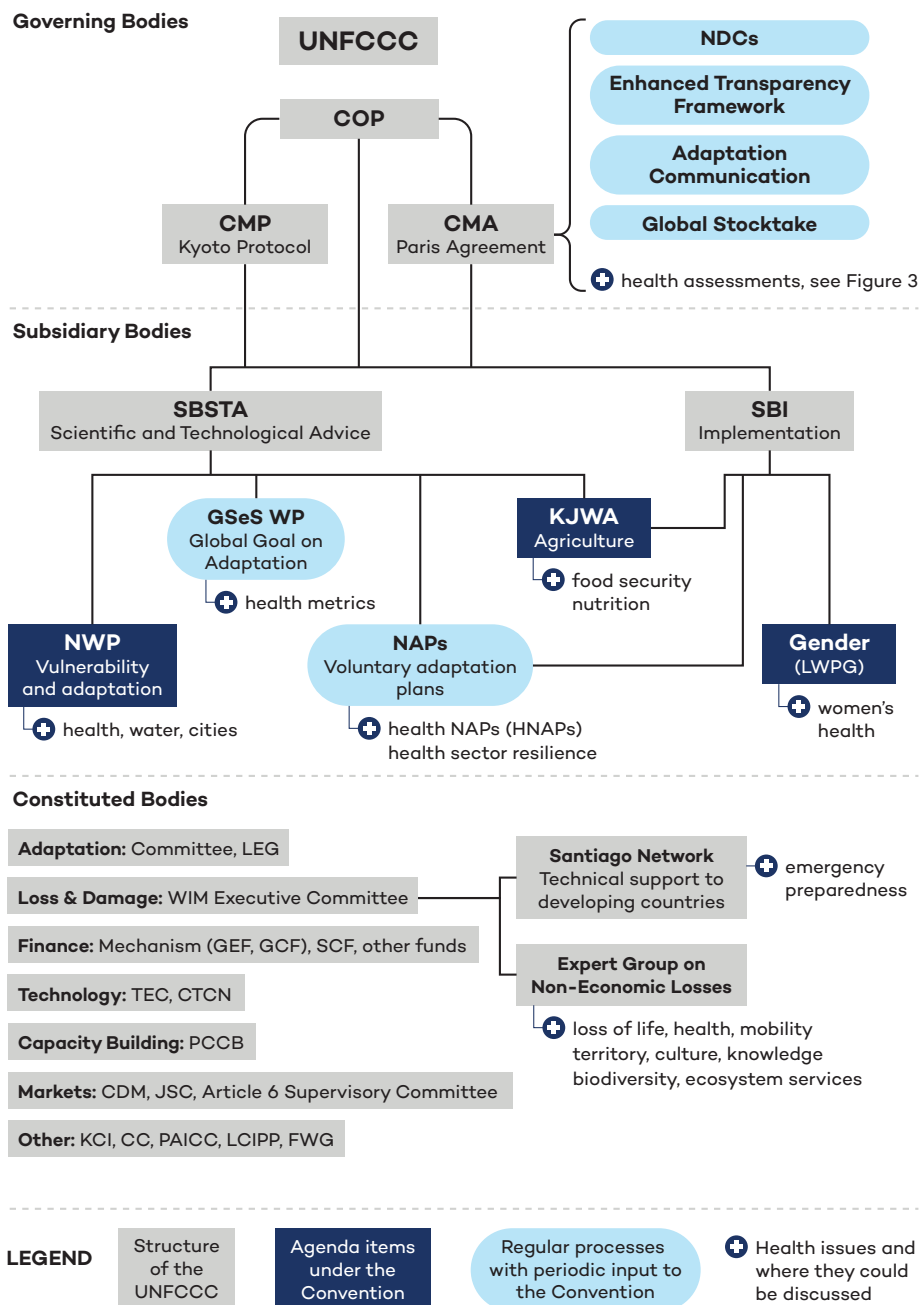 Governing Bodies
UNFCCC
COP
CMP
Kyoto Protocol
CMA
Paris Agreement
NDCs
Enhanced Transparency
Framework
Adaptation
Communication
Global Stocktake
health assessments, see Figure 3
Subsidiary Bodies
SBSTA
Scientific and Technological Advice
SBI
Implementation
GSeS WP
Global Goal on
Adaptation
health metrics
KJWA
Agriculture
food security
nutrition
NWP
Vulnerability
and adaptation
health, water, cities
NAPs
Voluntary adaptation
plans
health NAPs (HNAPs)
health sector resilience
Gender
(LWPG)
women's
health
Constituted Bodies
Adaptation: Committee, LEG
Loss & Damage: WIM Executive Committee
Finance: Mechanism (GEF, GCF), SCF, other funds
Technology: TEC, CTCN
Capacity Building: PCCB
Markets: CDM, JSC, Article 6 Supervisory Committee
Other: KCI, CC, PAICC, LCIPP, FWG
Santiago Network
Technical support to
developing countries
emergency
preparedness
Expert Group on
Non-Economic Losses
loss of life, health, mobility
territory, culture, knowledge
biodiversity, ecosystem services
LEGEND
Structure
of the
UNFCCC
Agenda items
under the
Convention
Regular processes
with periodic input to
the Convention
Health issues and
where they could
be discussed